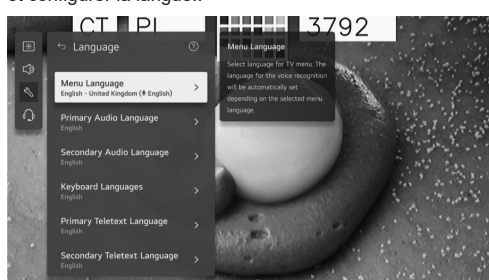 CT PL 3792
Language
Menu Language
English - United Kingdom (English)
Primary Audio Language
English
Secondary Audio Language
English
Keyboard Languages
English
Primary Teletext Language
English
Secondary Teletext Language
English
Menu Language
Select language for TV menu. The
language for the voice recognition
will be automatically set
depending on the selected menu
language.